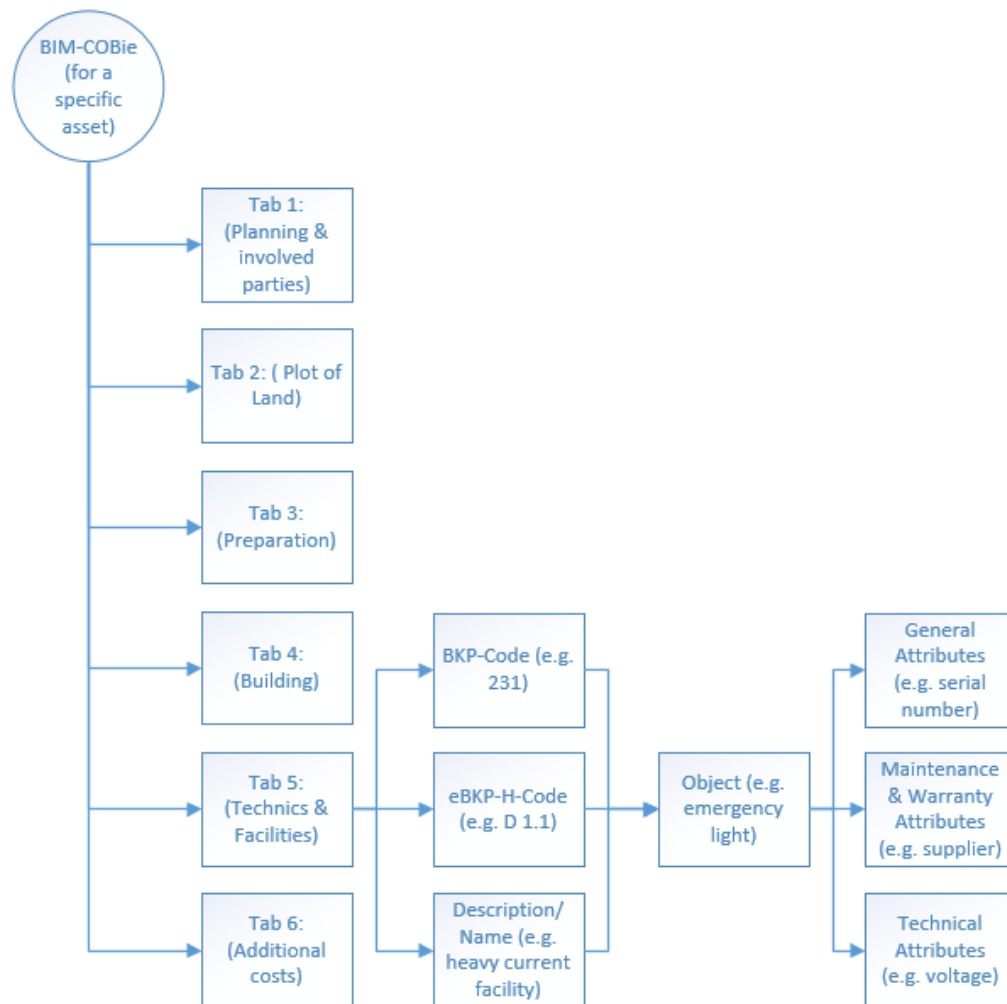 BIM-COBie
(for a
specific
asset)
Tab 1:
(Planning &
involved
parties)
Tab 2: ( Plot of
Land)
Tab 3:
(Preparation)
Tab 4:
(Building)
BKP-Code (e.g.
231)
General
Attributes
(e.g. serial
number)
Tab 5:
(Technics &
Facilities)
eBKP-H-Code
(e.g. D 1.1)
Object (e.g.
emergency
light)
Maintenance
& Warranty
Attributes
(e.g. supplier)
Tab 6:
(Additional
costs)
Description/
Name (e.g.
heavy current
facility)
Technical
Attributes
(e.g. voltage)